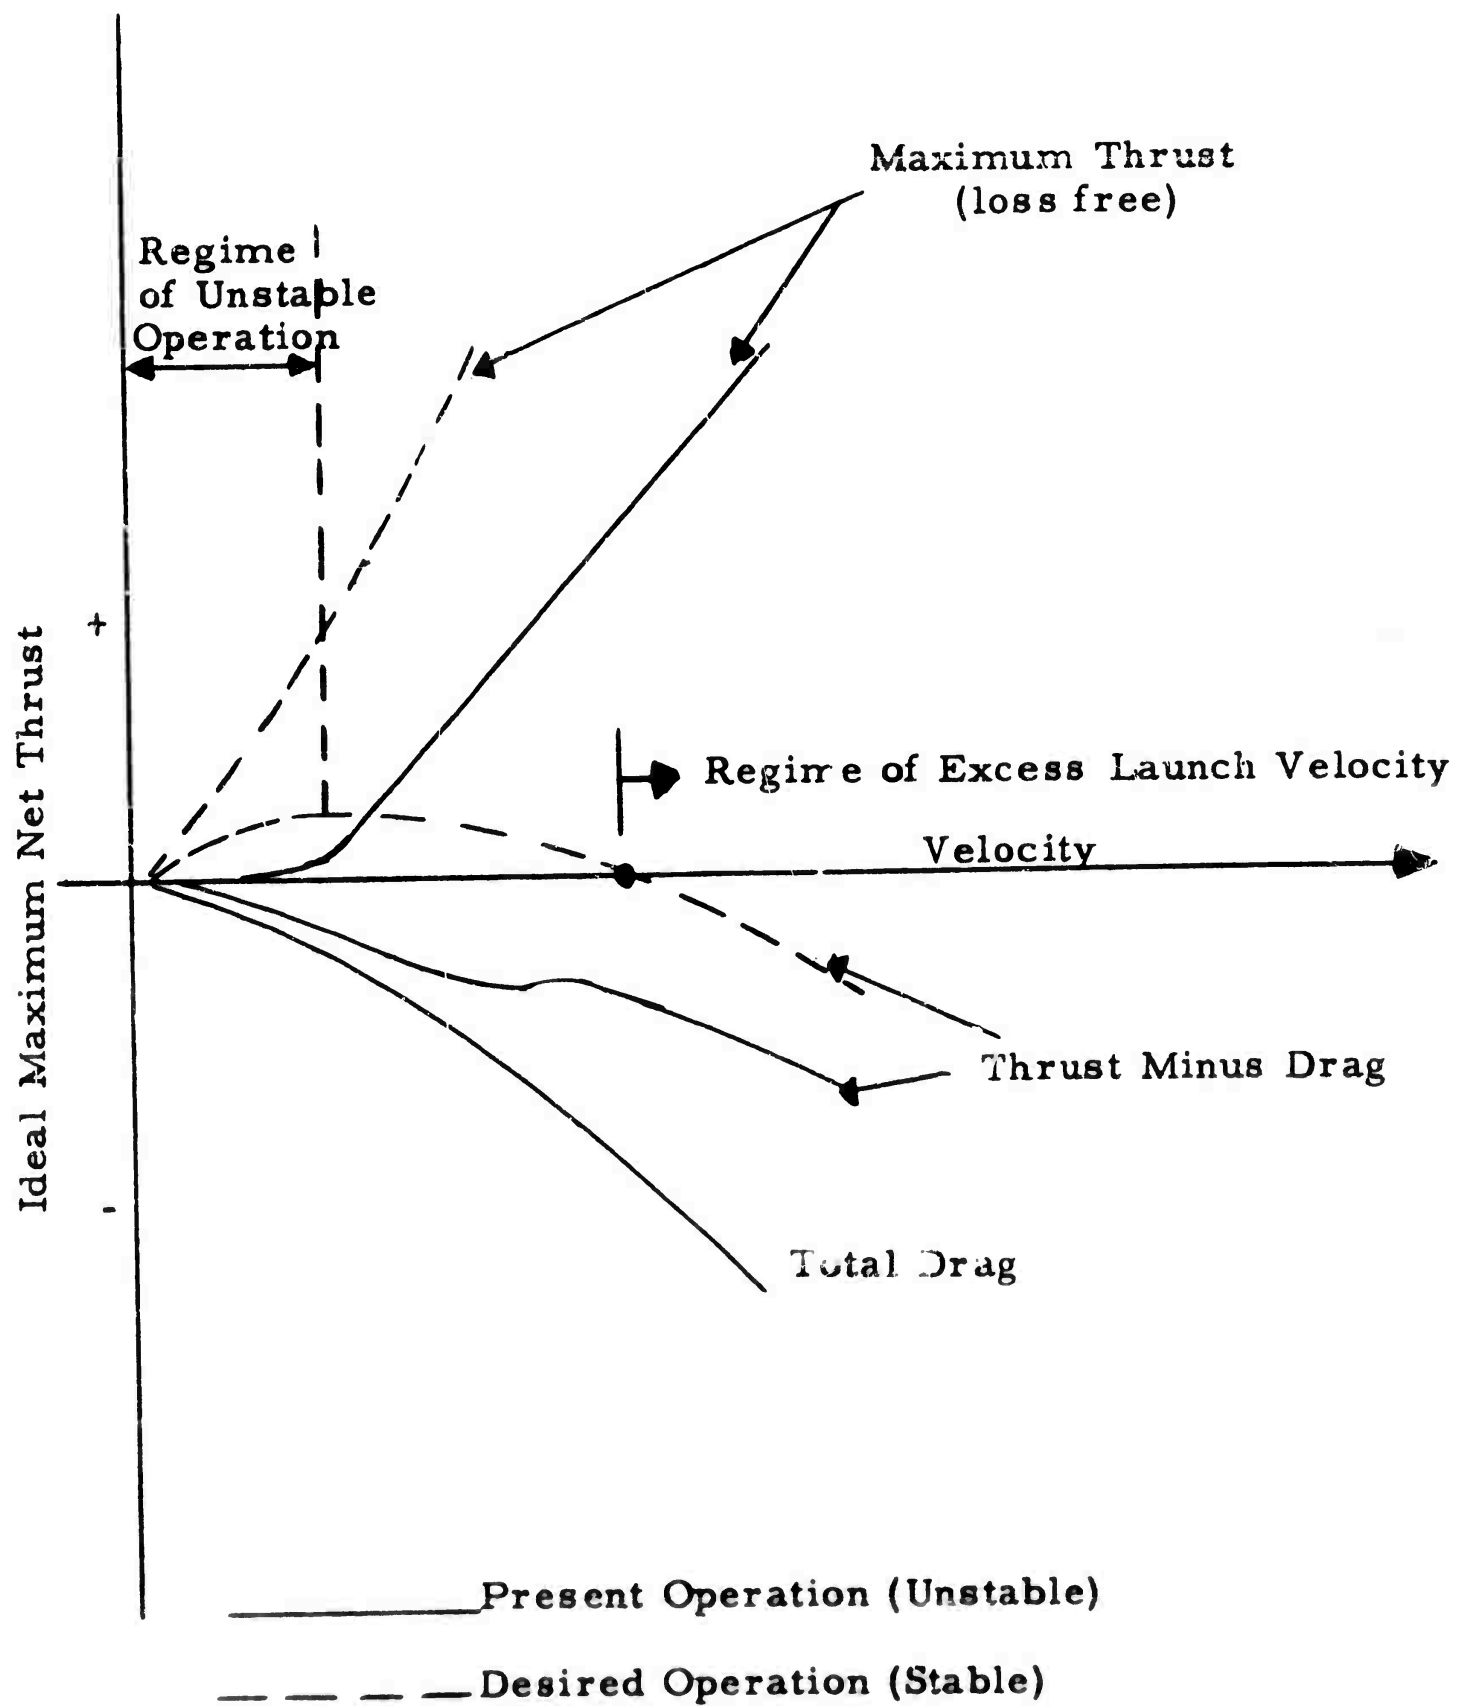 Maximum Thrust
(loss free)
Regime
of Unstable
Operation
+
Ideal Maximum Net Thrust
Regime of Excess Launch Velocity
Velocity
Thrust Minus Drag
-
Total Drag
Present Operation (Unstable)
Desired Operation (Stable)